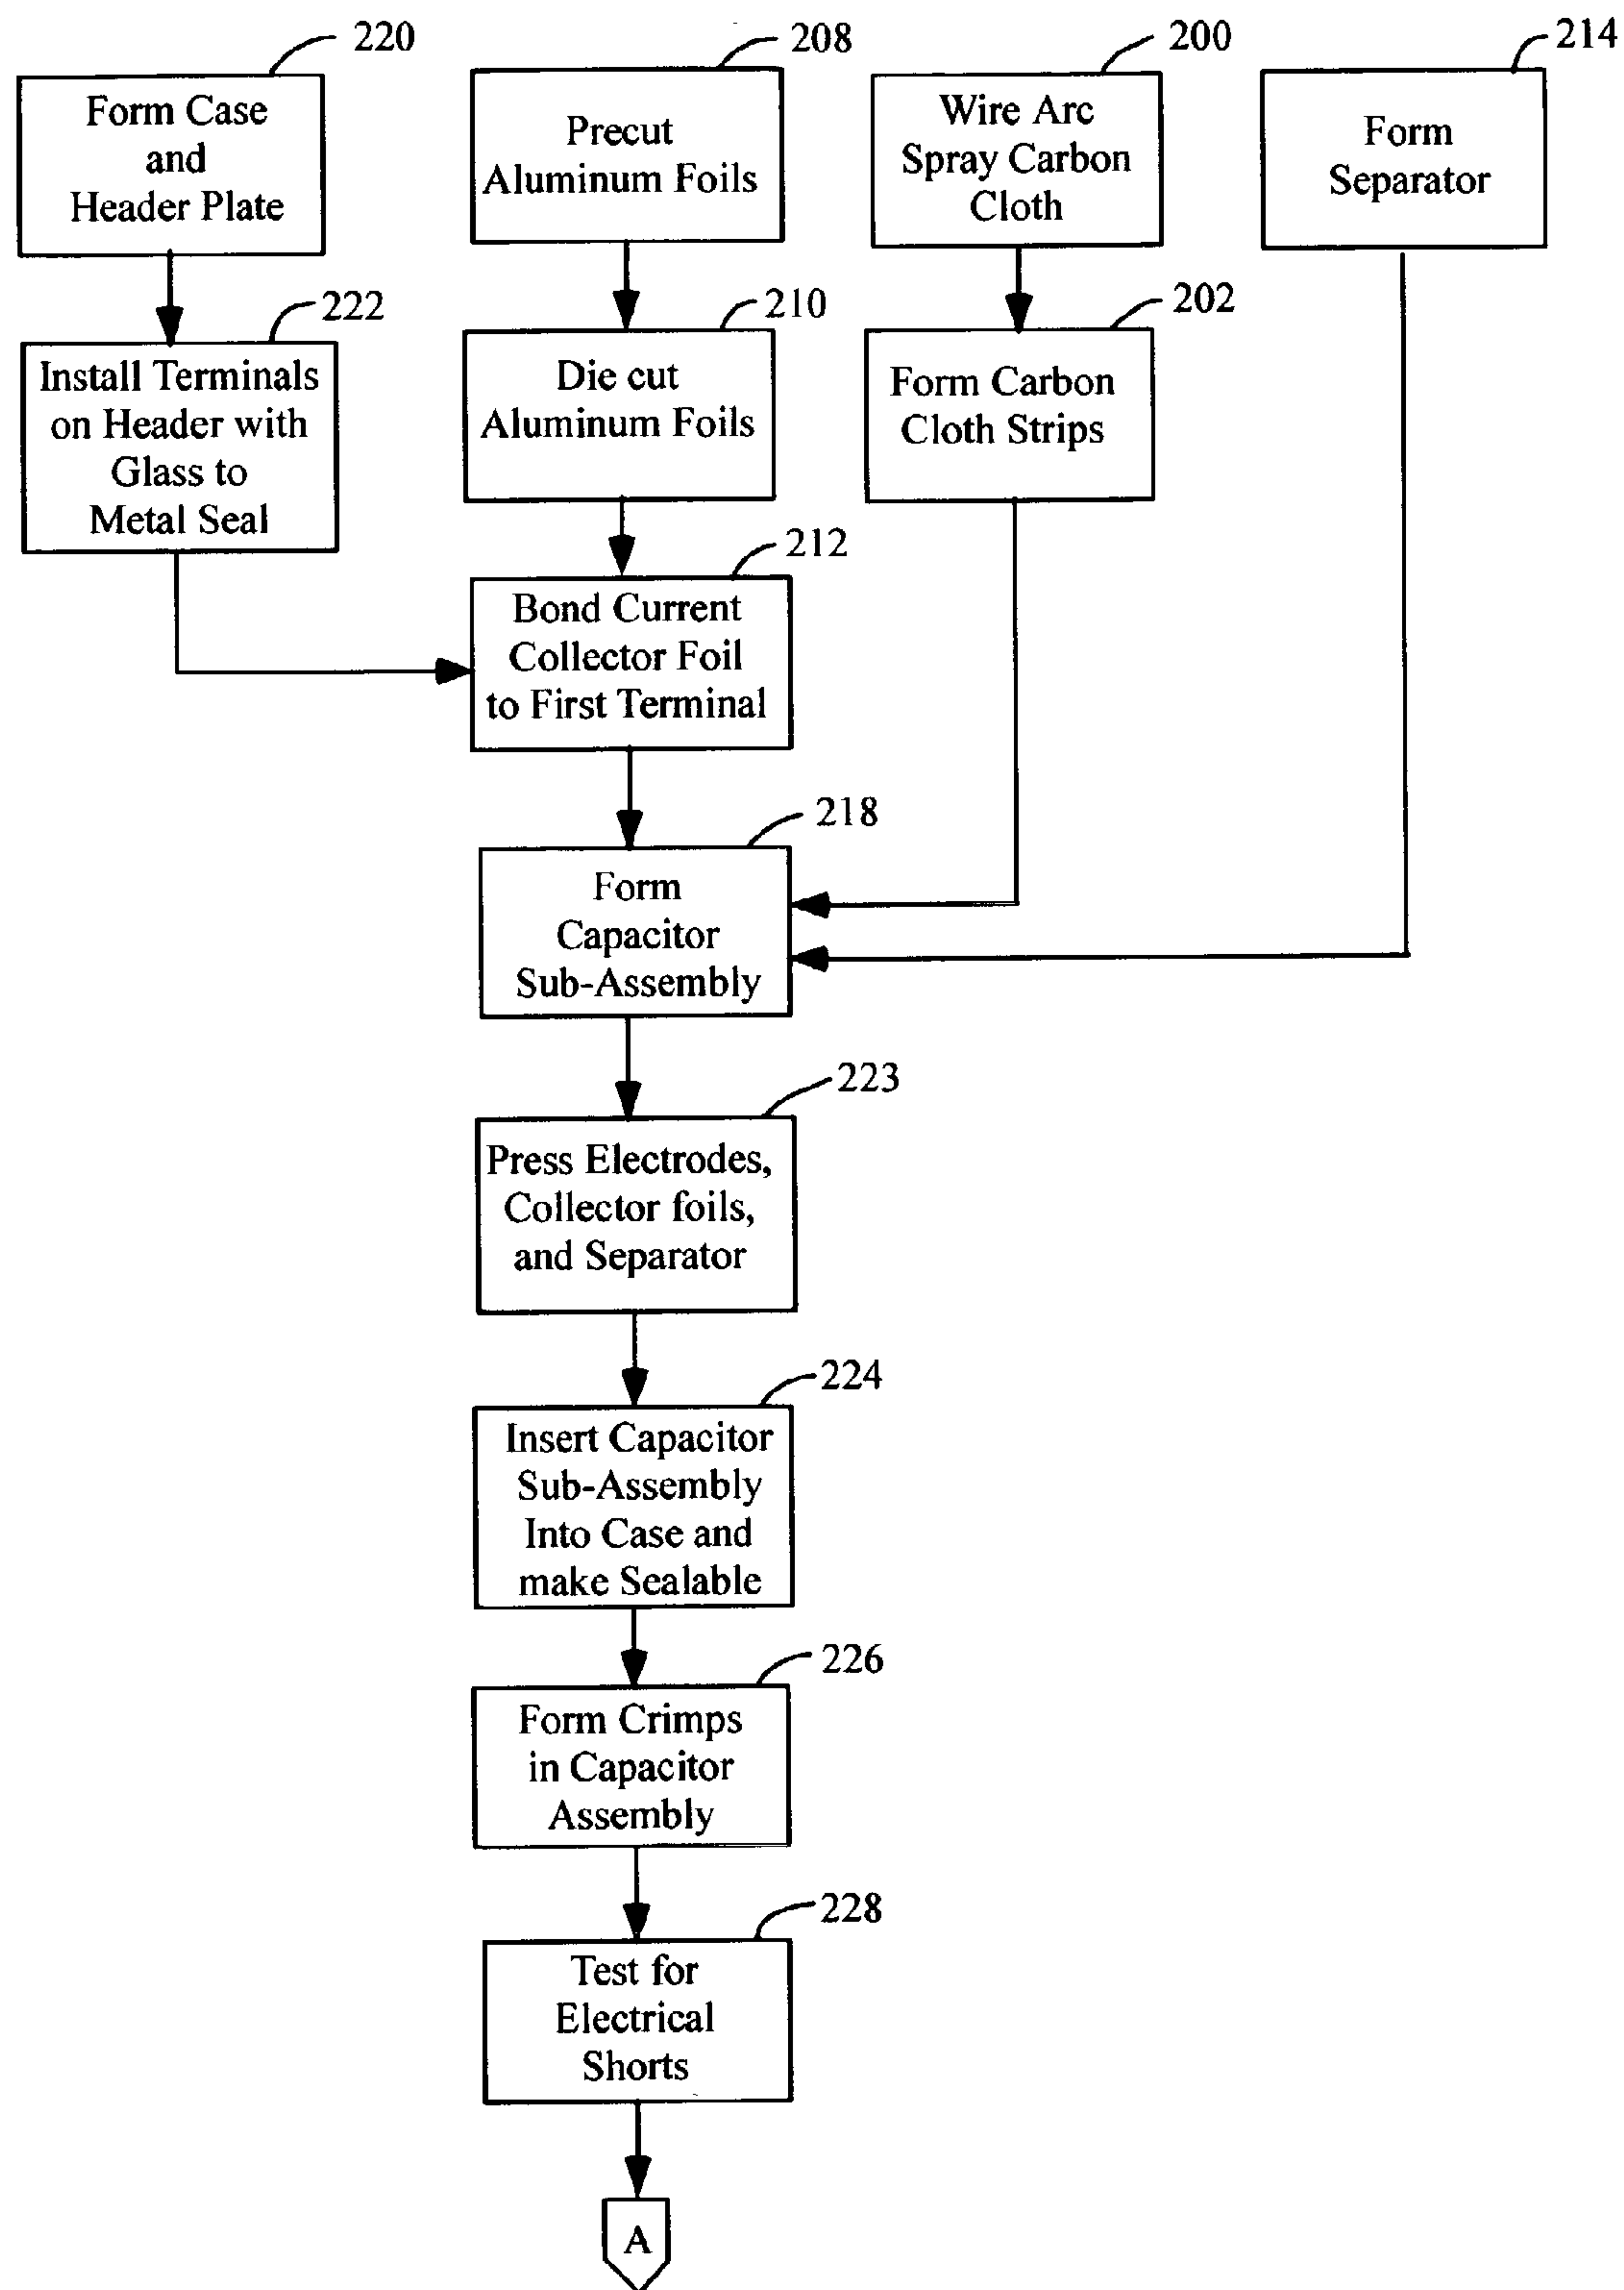 220
208
200
214
Form Case
and
Header Plate
Precut
Aluminum Foils
Wire Arc
Spray Carbon
Cloth
Form
Separator
222
210
202
Install Terminals
on Header with
Glass to
Metal Seal
Die cut
Aluminum Foils
Form Carbon
Cloth Strips
212
Bond Current
Collector Foil
to First Terminal
218
Form
Capacitor
Sub-Assembly
223
Press Electrodes,
Collector foils,
and Separator
224
Insert Capacitor
Sub-Assembly
Into Case and
make Sealable
226
Form Crimps
in Capacitor
Assembly
228
Test for
Electrical
Shorts
A